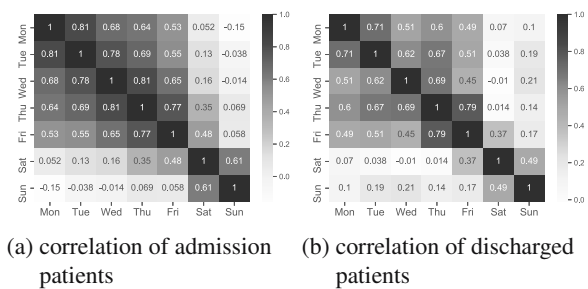 Mon 1 0.81 0.68 0.64 0.53 0.052 -0.15
Tue 0.81 1 0.78 0.69 0.55 0.13 -0.038
Wed 0.68 0.78 1 0.81 0.65 0.16 -0.014
Thu 0.64 0.69 0.81 1 0.77 0.35 0.069
Fri 0.53 0.55 0.65 0.77 1 0.48 0.058
Sat 0.052 0.13 0.16 0.35 0.48 1 0.61
Sun -0.15 -0.038 -0.014 0.069 0.058 0.61 1
Mon Tue Wed Thu Fri Sat Sun
1.0
0.8
0.6
0.4
0.2
0.0
(a) correlation of admission
patients
Mon 1 0.71 0.51 0.6 0.49 0.07 0.1
Tue 0.71 1 0.62 0.67 0.51 0.038 0.19
Wed 0.51 0.62 1 0.69 0.45 -0.01 0.21
Thu 0.6 0.67 0.69 1 0.79 0.014 0.14
Fri 0.49 0.51 0.45 0.79 1 0.37 0.17
Sat 0.07 0.038 -0.01 0.014 0.37 1 0.49
Sun 0.1 0.19 0.21 0.14 0.17 0.49 1
Mon Tue Wed Thu Fri Sat Sun
1.0
0.8
0.6
0.4
0.2
0.0
(b) correlation of discharged
patients